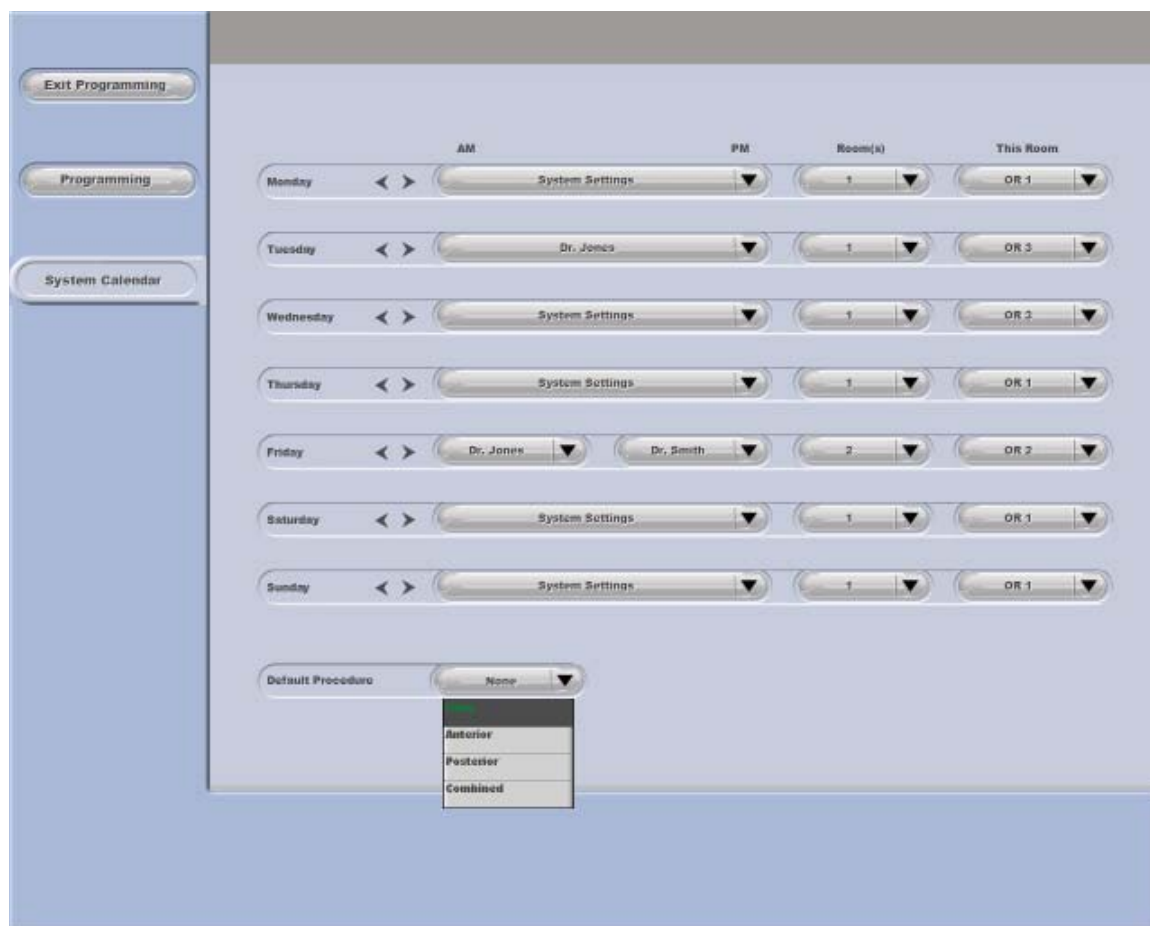 Exit Programming
Programming
System Calendar
AM PM Room(s) This Room
Monday System Settings 1 OR 1
Tuesday Dr. Jones 1 OR 3
Wednesday System Settings 1 OR 3
Thursday System Settings 1 OR 1
Friday Dr. Jones Dr. Smith 2 OR 2
Saturday System Settings 1 OR 1
Sunday System Settings 1 OR 1
Default Procedure None
None
Anterior
Posterior
Combined